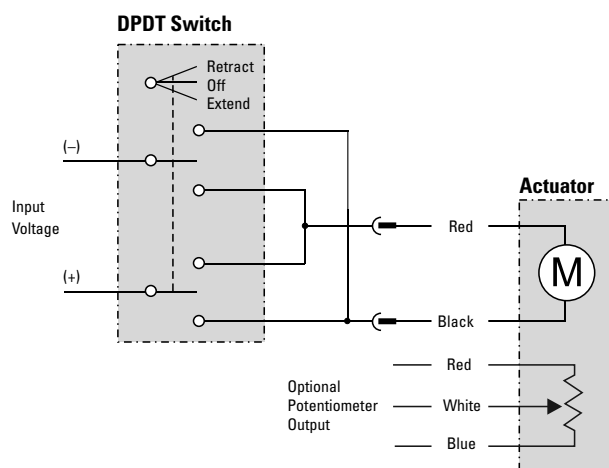 DPDT Switch
Retract
Off
Extend
(–)
Input
Voltage
(+)
Actuator
Red
M
Black
Red
Optional
Potentiometer
Output
White
Blue